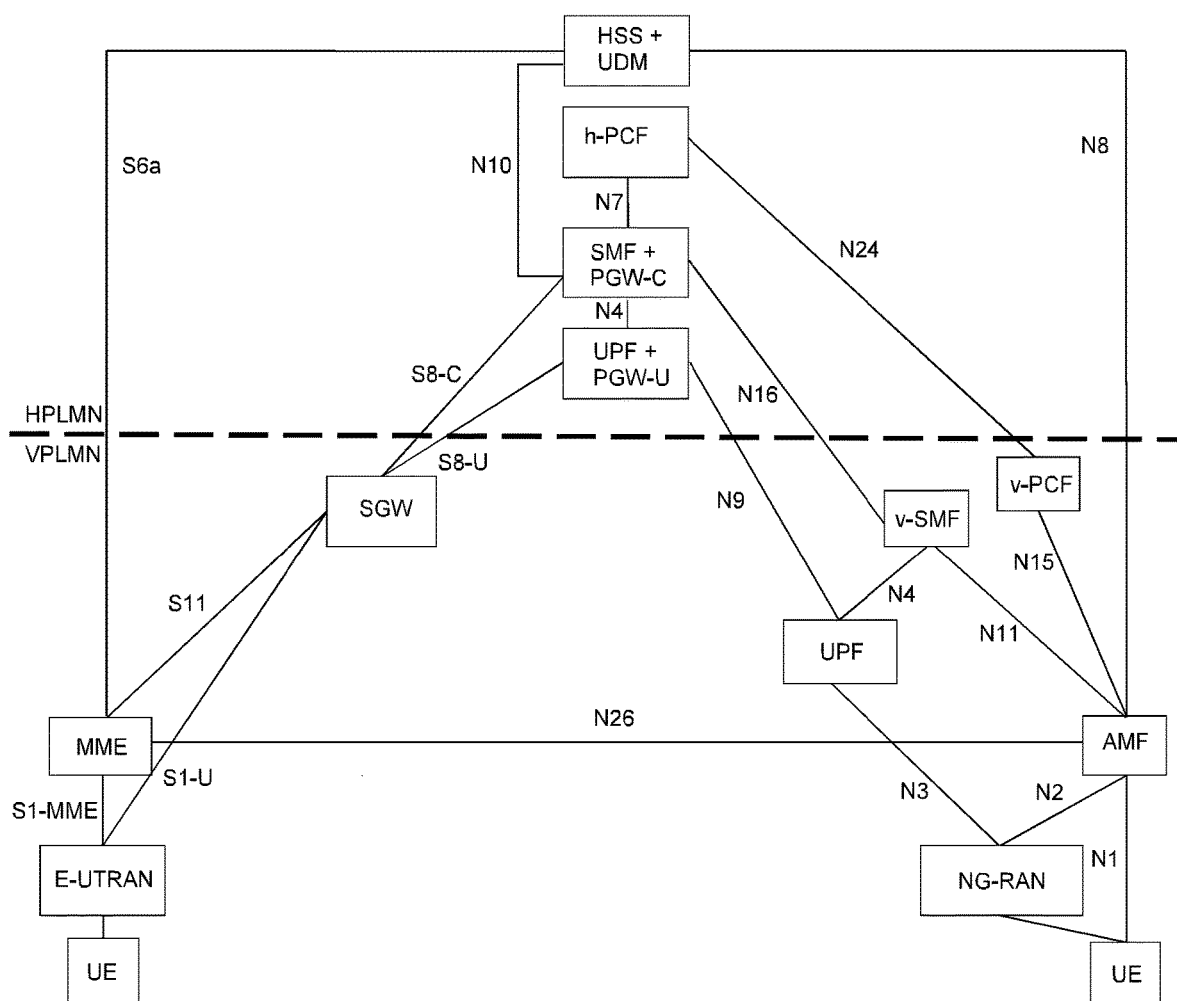 HSS +
UDM
h-PCF
S6a
N10
N8
N7
SMF +
PGW-C
N24
N4
UPF +
PGW-U
S8-C
N16
HPLMN
VPLMN
S8-U
v-PCF
SGW
N9
v-SMF
N15
S11
N4
N11
UPF
N26
MME
AMF
S1-U
S1-MME
N3
N2
N1
E-UTRAN
NG-RAN
UE
UE